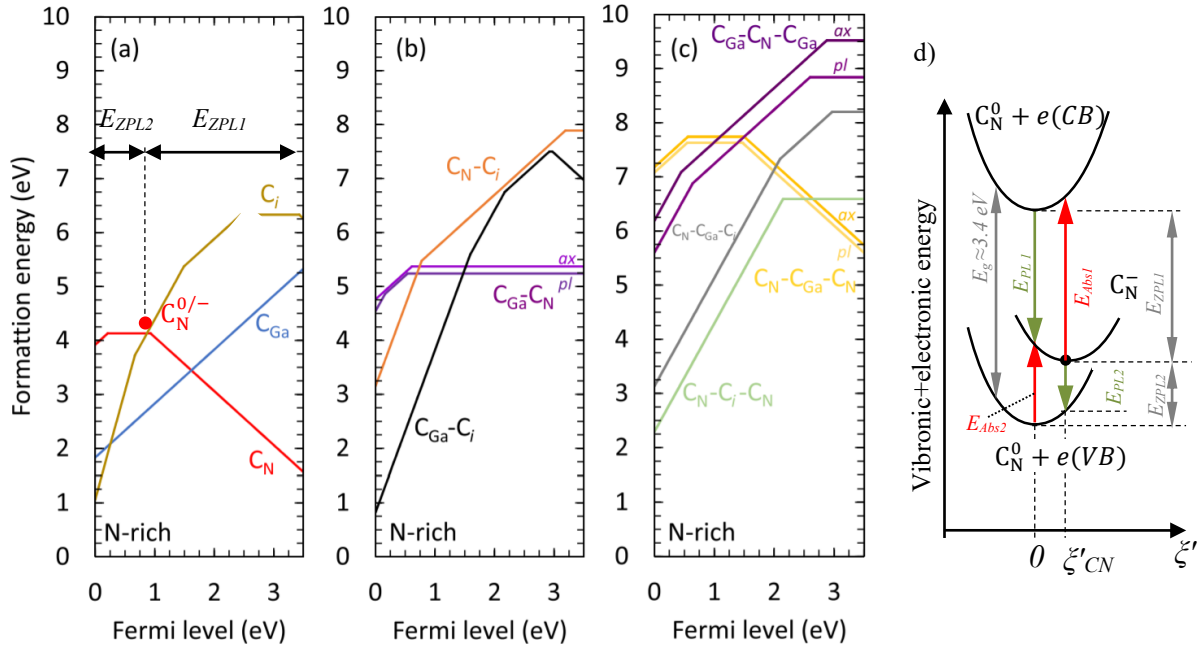 (a)
E_ZPL2 E_ZPL1
C_i
C_N^{0/−}
C_Ga
C_N
N-rich
Formattion energy (eV)
10
9
8
7
6
5
4
3
2
1
0
0 1 2 3
Fermi level (eV)
(b)
C_N-C_i
ax
pl
C_Ga-C_N
C_Ga-C_i
N-rich
10
9
8
7
6
5
4
3
2
1
0
0 1 2 3
Fermi level (eV)
(c)
C_Ga-C_N-C_Ga
ax
pl
C_N-C_Ga-C_i
ax
pl
C_N-C_Ga-C_N
C_N-C_i-C_N
N-rich
10
9
8
7
6
5
4
3
2
1
0
0 1 2 3
Fermi level (eV)
d)
C_N^0 + e(CB)
E_g≈3.4 eV
E_PL 1
E_Abs1
E_ZPL1
C_N^−
E_Abs2
E_PL2
E_ZPL2
C_N^0 + e(VB)
Vibronic+electronic energy
0
ξ'_CN
ξ'